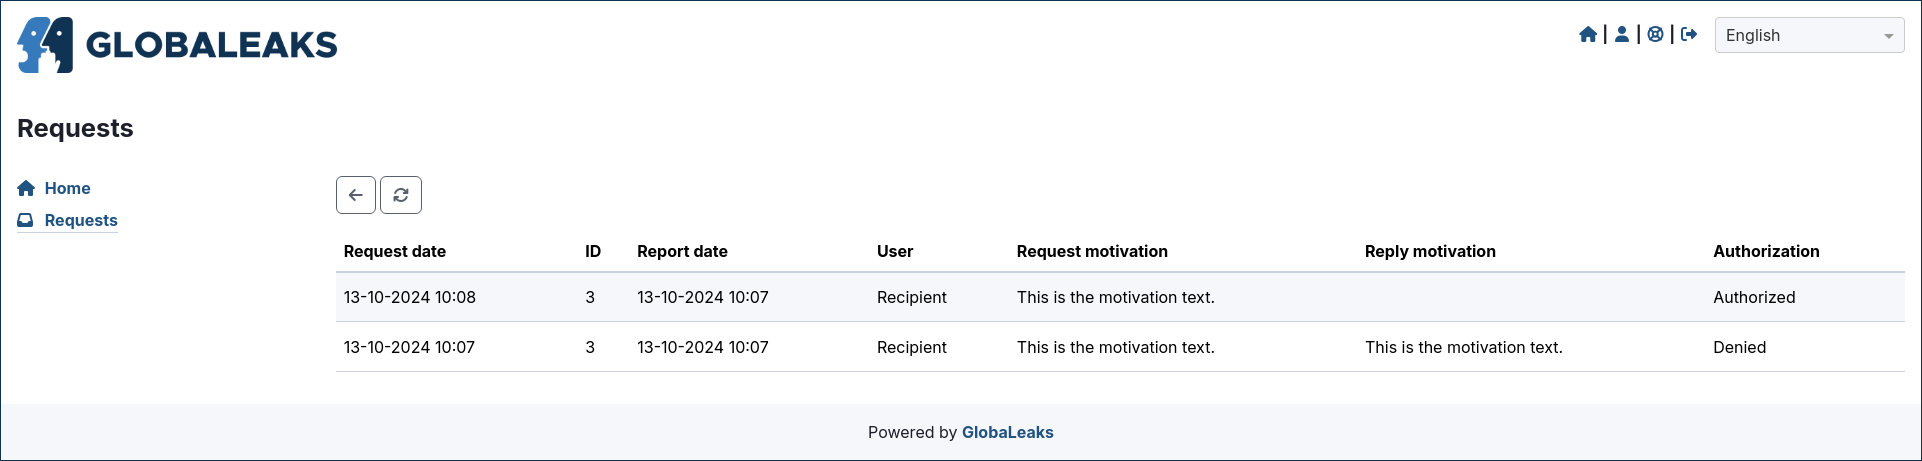 GLOBALEAKS
| | | English
Requests
Home
Requests
Request date ID Report date User Request motivation Reply motivation Authorization
13-10-2024 10:08 3 13-10-2024 10:07 Recipient This is the motivation text. Authorized
13-10-2024 10:07 3 13-10-2024 10:07 Recipient This is the motivation text. This is the motivation text. Denied
Powered by GlobaLeaks